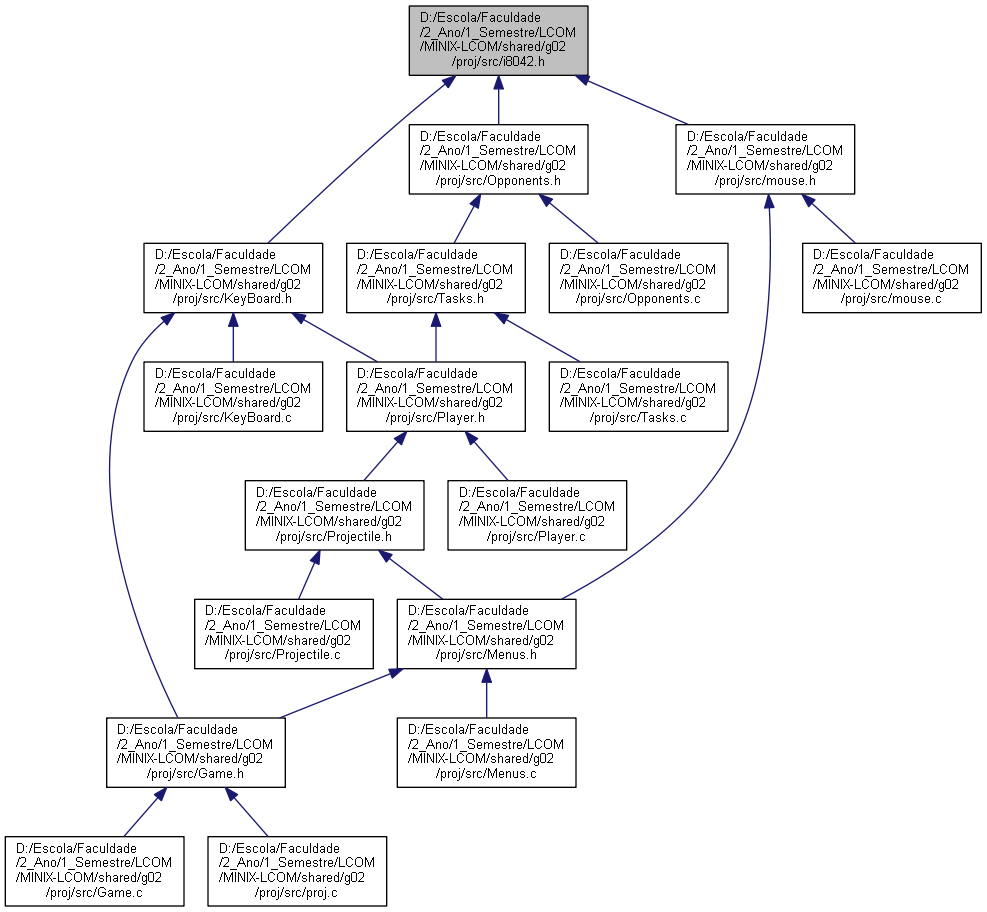 D:/Escola/Faculdade
/2_Ano/1_Semestre/LCOM
/MINIX-LCOM/shared/g02
/proj/src/i8042.h
D:/Escola/Faculdade
/2_Ano/1_Semestre/LCOM
/MINIX-LCOM/shared/g02
/proj/src/Opponents.h
D:/Escola/Faculdade
/2_Ano/1_Semestre/LCOM
/MINIX-LCOM/shared/g02
/proj/src/mouse.h
D:/Escola/Faculdade
/2_Ano/1_Semestre/LCOM
/MINIX-LCOM/shared/g02
/proj/src/KeyBoard.h
D:/Escola/Faculdade
/2_Ano/1_Semestre/LCOM
/MINIX-LCOM/shared/g02
/proj/src/Tasks.h
D:/Escola/Faculdade
/2_Ano/1_Semestre/LCOM
/MINIX-LCOM/shared/g02
/proj/src/Opponents.c
D:/Escola/Faculdade
/2_Ano/1_Semestre/LCOM
/MINIX-LCOM/shared/g02
/proj/src/mouse.c
D:/Escola/Faculdade
/2_Ano/1_Semestre/LCOM
/MINIX-LCOM/shared/g02
/proj/src/KeyBoard.c
D:/Escola/Faculdade
/2_Ano/1_Semestre/LCOM
/MINIX-LCOM/shared/g02
/proj/src/Player.h
D:/Escola/Faculdade
/2_Ano/1_Semestre/LCOM
/MINIX-LCOM/shared/g02
/proj/src/Tasks.c
D:/Escola/Faculdade
/2_Ano/1_Semestre/LCOM
/MINIX-LCOM/shared/g02
/proj/src/Projectile.h
D:/Escola/Faculdade
/2_Ano/1_Semestre/LCOM
/MINIX-LCOM/shared/g02
/proj/src/Player.c
D:/Escola/Faculdade
/2_Ano/1_Semestre/LCOM
/MINIX-LCOM/shared/g02
/proj/src/Projectile.c
D:/Escola/Faculdade
/2_Ano/1_Semestre/LCOM
/MINIX-LCOM/shared/g02
/proj/src/Menus.h
D:/Escola/Faculdade
/2_Ano/1_Semestre/LCOM
/MINIX-LCOM/shared/g02
/proj/src/Game.h
D:/Escola/Faculdade
/2_Ano/1_Semestre/LCOM
/MINIX-LCOM/shared/g02
/proj/src/Menus.c
D:/Escola/Faculdade
/2_Ano/1_Semestre/LCOM
/MINIX-LCOM/shared/g02
/proj/src/Game.c
D:/Escola/Faculdade
/2_Ano/1_Semestre/LCOM
/MINIX-LCOM/shared/g02
/proj/src/proj.c